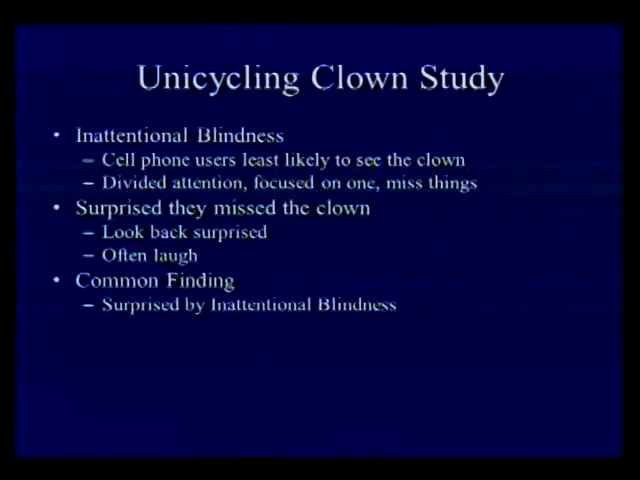 Unicycling Clown Study
• Inattentional Blindness
– Cell phone users least likely to see the clown
– Divided attention, focused on one, miss things
• Surprised they missed the clown
– Look back surprised
– Often laugh
• Common Finding
– Surprised by Inattentional Blindness